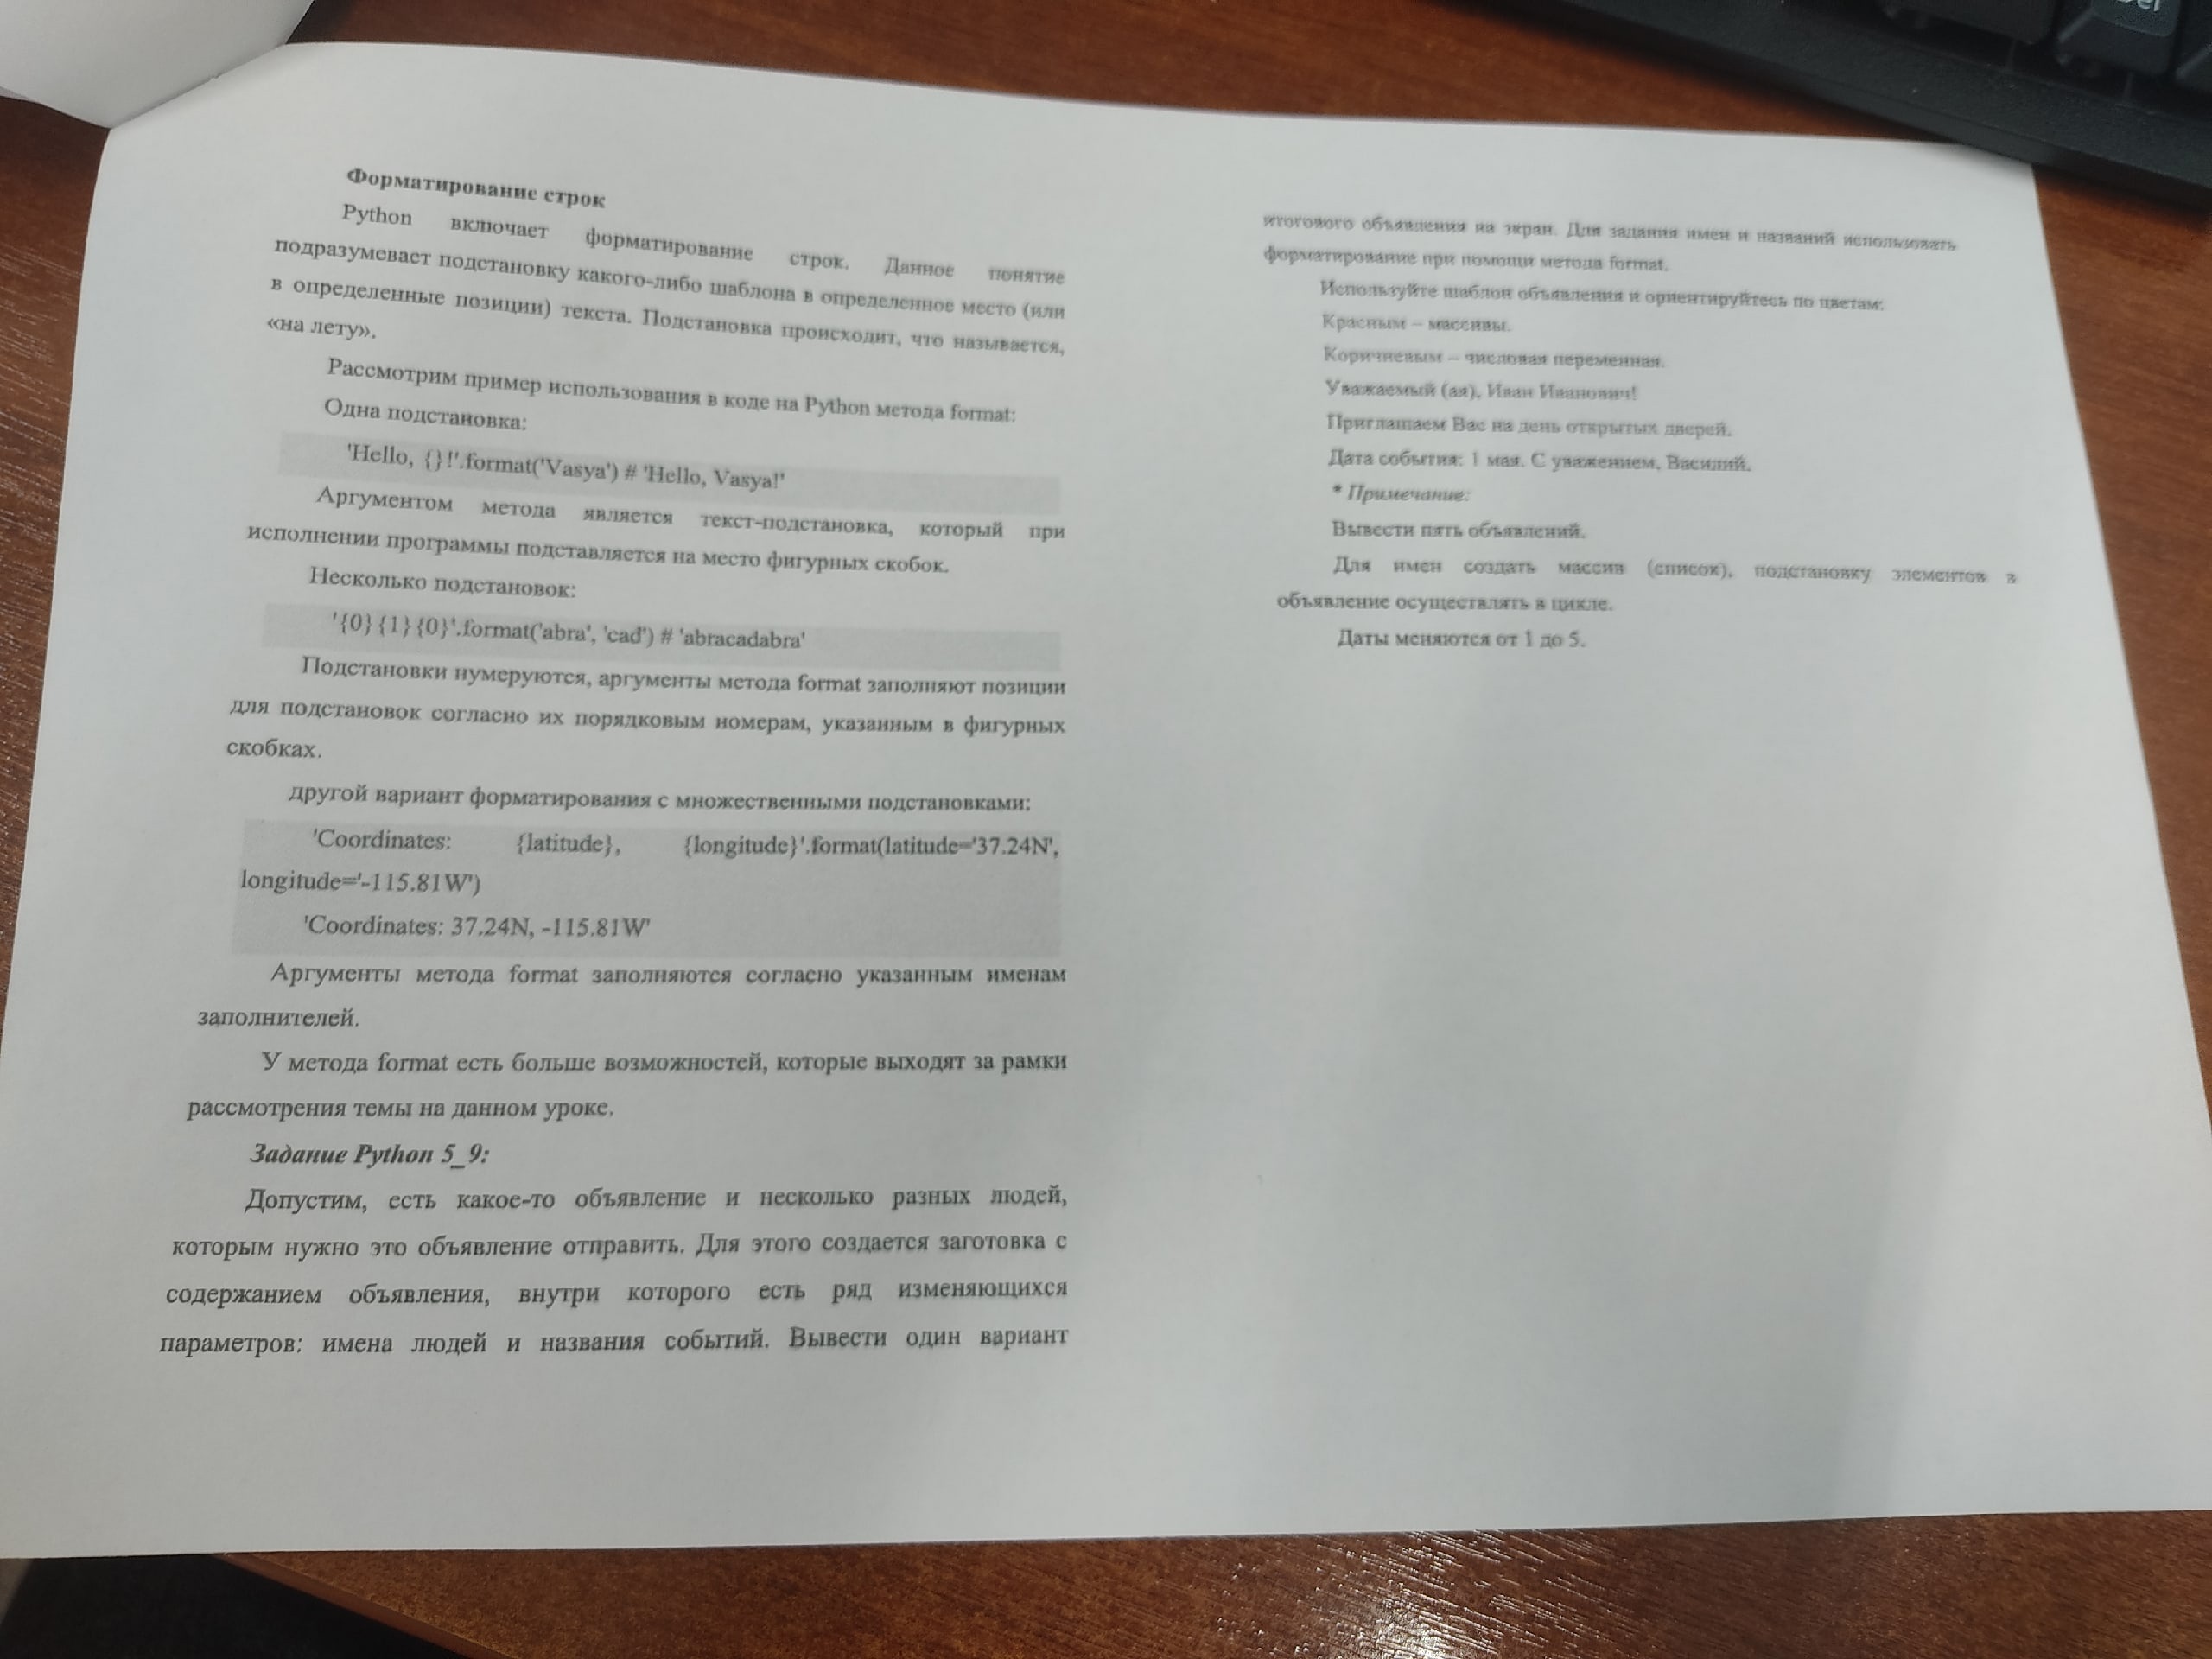 Форматирование строк
Python включает форматирование строк. Данное понятие
подразумевает подстановку какого-либо шаблона в определенное место (или
в определенные позиции) текста. Подстановка происходит, что называется,
«на лету».
Рассмотрим пример использования в коде на Python метода format:
Одна подстановка:
'Hello, {}!'.format('Vasya') # 'Hello, Vasya!'
Аргументом метода является текст-подстановка, который при
исполнении программы подставляется на место фигурных скобок.
Несколько подстановок:
'{0}{1}{0}'.format('abra', 'cad') # 'abracadabra'
Подстановки нумеруются, аргументы метода format заполняют позиции
для подстановок согласно их порядковым номерам, указанным в фигурных
скобках.
другой вариант форматирования с множественными подстановками:
'Coordinates: {latitude}, {longitude}'.format(latitude='37.24N',
longitude='-115.81W')
'Coordinates: 37.24N, -115.81W'
Аргументы метода format заполняются согласно указанным именам
заполнителей.
У метода format есть больше возможностей, которые выходят за рамки
рассмотрения темы на данном уроке.
Задание Python 5_9:
Допустим, есть какое-то объявление и несколько разных людей,
которым нужно это объявление отправить. Для этого создается заготовка с
содержанием объявления, внутри которого есть ряд изменяющихся
параметров: имена людей и названия событий. Вывести один вариант
итогового объявления на экран. Для задания имен и названий использовать
форматирование при помощи метода format.
Используйте шаблон объявления и ориентируйтесь по цветам:
Красным – массивы.
Коричневым – числовая переменная.
Уважаемый (ая), Иван Иванович!
Приглашаем Вас на день открытых дверей.
Дата события: 1 мая. С уважением, Василий.
* Примечание:
Вывести пять объявлений.
Для имен создать массив (список), подстановку элементов в
объявление осуществлять в цикле.
Даты меняются от 1 до 5.
Del